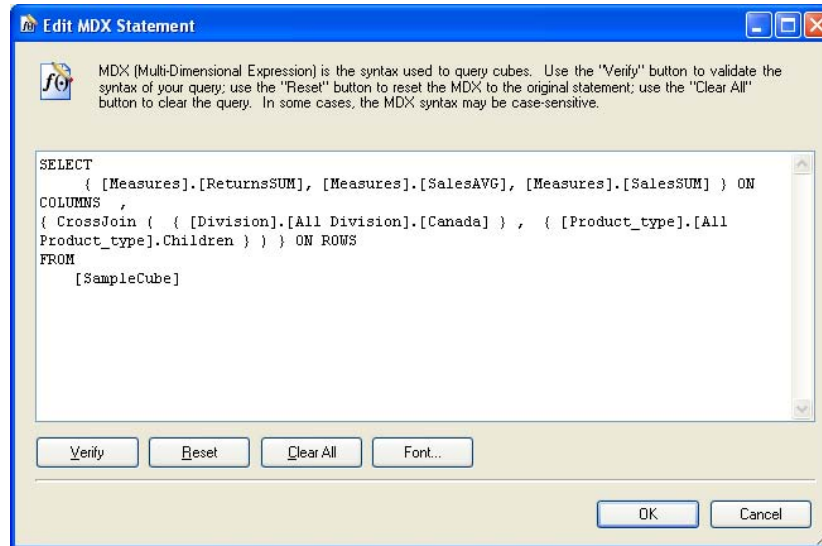 Edit MDX Statement
MDX (Multi-Dimensional Expression) is the syntax used to query cubes. Use the "Verify" button to validate the
syntax of your query; use the "Reset" button to reset the MDX to the original statement; use the "Clear All"
button to clear the query. In some cases, the MDX syntax may be case-sensitive.
SELECT
{ [Measures].[ReturnsSUM], [Measures].[SalesAVG], [Measures].[SalesSUM] } ON
COLUMNS ,
{ CrossJoin ( { [Division].[All Division].[Canada] } , { [Product_type].[All
Product_type].Children } ) } ON ROWS
FROM
[SampleCube]
Verify Reset Clear All Font...
OK Cancel